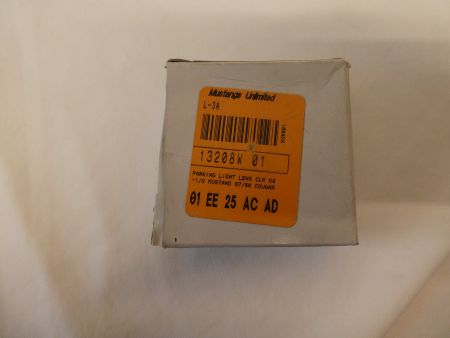 Mustangs Unlimited
L-3A
13208W 01
PARKING LIGHT LENS CLR 64
-1/2 MUSTANG 67/68 COUGAR
01 EE 25 AC AD